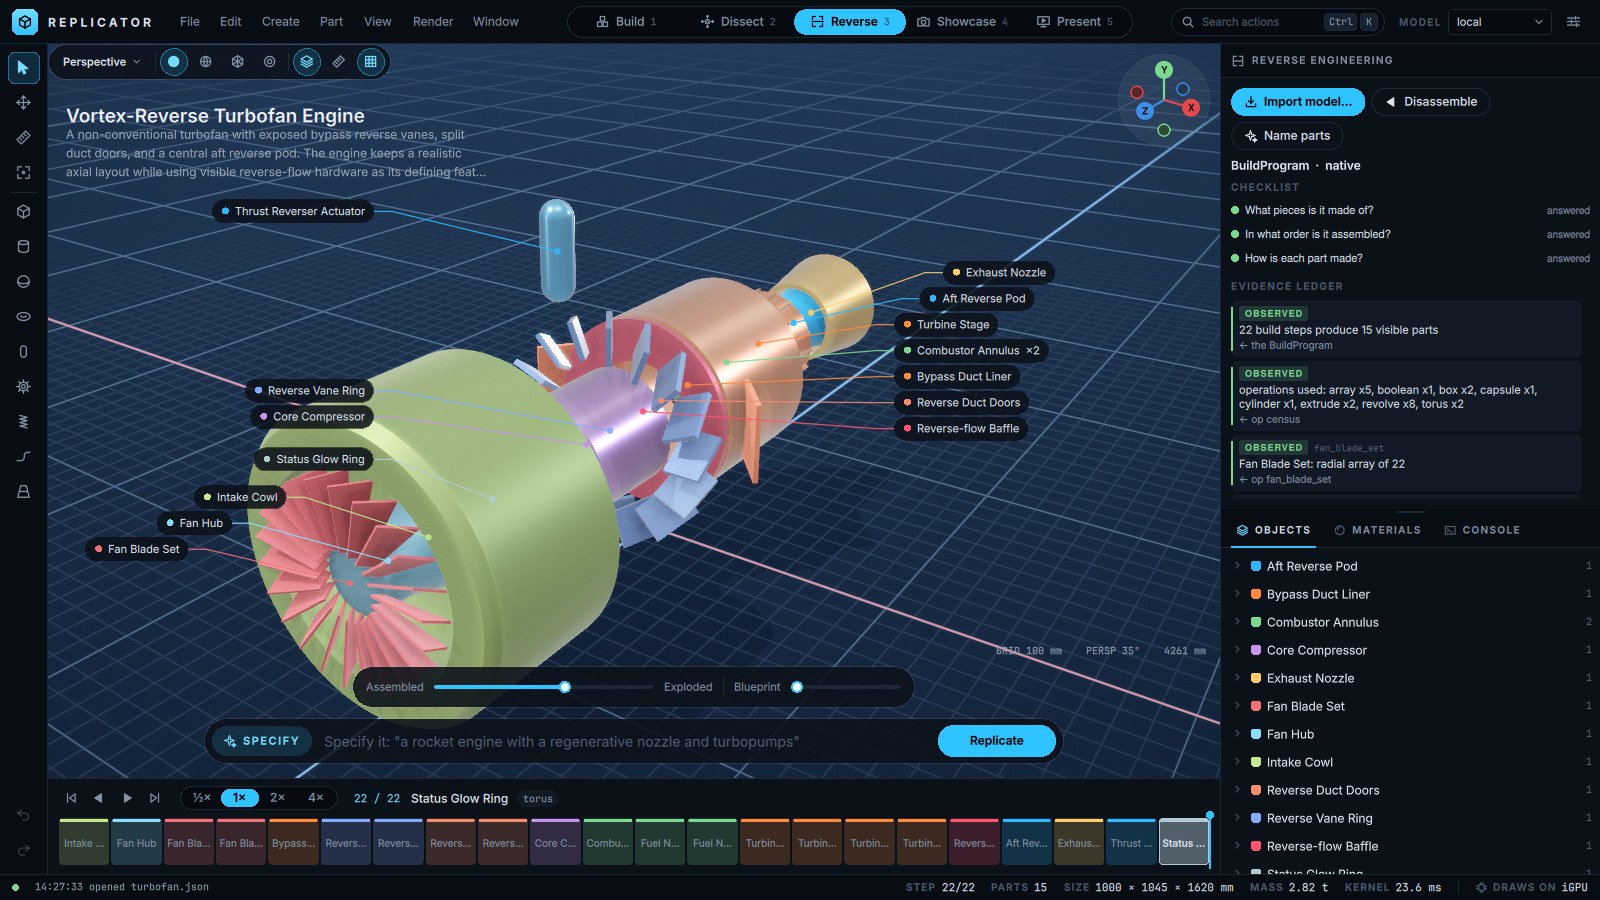 REPLICATOR
File Edit Create Part View Render Window
Build 1 Dissect 2 Reverse 3 Showcase 4 Present 5
Search actions Ctrl K
MODEL local
Perspective
Vortex-Reverse Turbofan Engine
A non-conventional turbofan with exposed bypass reverse vanes, split
duct doors, and a central aft reverse pod. The engine keeps a realistic
axial layout while using visible reverse-flow hardware as its defining feat...
Y
X
Z
Thrust Reverser Actuator
Exhaust Nozzle
Aft Reverse Pod
Turbine Stage
Combustor Annulus ×2
Bypass Duct Liner
Reverse Duct Doors
Reverse-flow Baffle
Reverse Vane Ring
Core Compressor
Status Glow Ring
Intake Cowl
Fan Hub
Fan Blade Set
GRID 100 mm PERSP 35° 4261 mm
Assembled Exploded Blueprint
SPECIFY Specify it: "a rocket engine with a regenerative nozzle and turbopumps" Replicate
½× 1× 2× 4× 22 / 22 Status Glow Ring torus
Intake ... Fan Hub Fan Bla... Fan Bla... Bypass... Revers... Revers... Revers... Revers... Core C... Combu... Fuel N... Fuel N... Turbin... Turbin... Turbin... Turbin... Revers... Aft Rev... Exhaus... Thrust ... Status ...
REVERSE ENGINEERING
Import model... Disassemble
Name parts
BuildProgram · native
CHECKLIST
What pieces is it made of? answered
In what order is it assembled? answered
How is each part made? answered
EVIDENCE LEDGER
OBSERVED
22 build steps produce 15 visible parts
← the BuildProgram
OBSERVED
operations used: array x5, boolean x1, box x2, capsule x1,
cylinder x1, extrude x2, revolve x8, torus x2
← op census
OBSERVED fan_blade_set
Fan Blade Set: radial array of 22
← op fan_blade_set
OBJECTS MATERIALS CONSOLE
Aft Reverse Pod 1
Bypass Duct Liner 1
Combustor Annulus 2
Core Compressor 1
Exhaust Nozzle 1
Fan Blade Set 1
Fan Hub 1
Intake Cowl 1
Reverse Duct Doors 1
Reverse Vane Ring 1
Reverse-flow Baffle 1
Status Glow Ring 1
14:27:33 opened turbofan.json
STEP 22/22 PARTS 15 SIZE 1000 × 1045 × 1620 mm MASS 2.82 t KERNEL 23.6 ms DRAWS ON iGPU